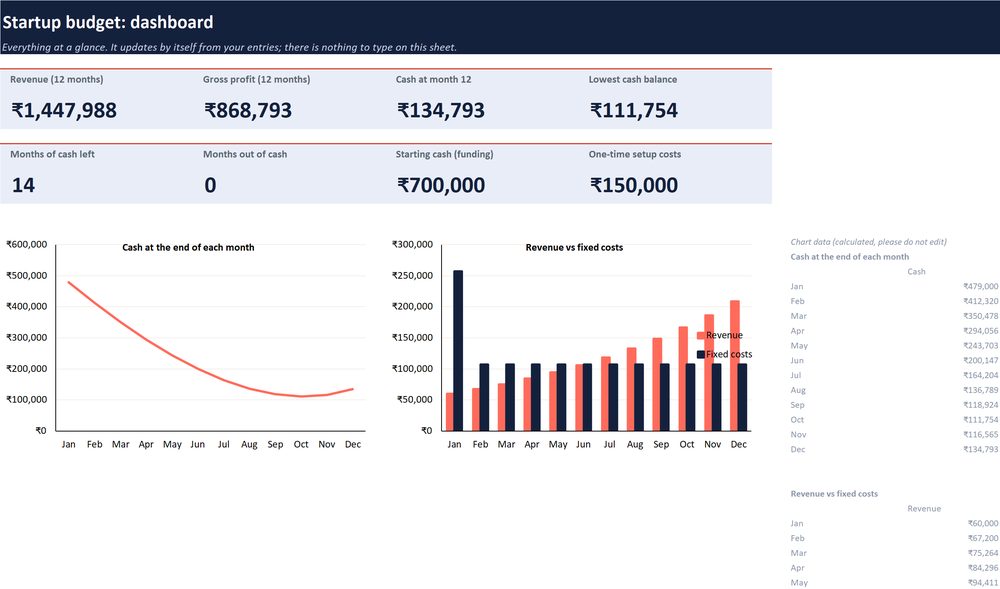 Startup budget: dashboard
Everything at a glance. It updates by itself from your entries; there is nothing to type on this sheet.
Revenue (12 months) Gross profit (12 months) Cash at month 12 Lowest cash balance
₹1,447,988 ₹868,793 ₹134,793 ₹111,754
Months of cash left Months out of cash Starting cash (funding) One-time setup costs
14 0 ₹700,000 ₹150,000
Cash at the end of each month
₹600,000
₹500,000
₹400,000
₹300,000
₹200,000
₹100,000
₹0
Jan Feb Mar Apr May Jun Jul Aug Sep Oct Nov Dec
Revenue vs fixed costs
₹300,000
₹250,000
₹200,000
₹150,000
₹100,000
₹50,000
₹0
Revenue
Fixed costs
Jan Feb Mar Apr May Jun Jul Aug Sep Oct Nov Dec
Chart data (calculated, please do not edit)
Cash at the end of each month
Cash
Jan ₹479,000
Feb ₹412,320
Mar ₹350,478
Apr ₹294,056
May ₹243,703
Jun ₹200,147
Jul ₹164,204
Aug ₹136,789
Sep ₹118,924
Oct ₹111,754
Nov ₹116,565
Dec ₹134,793
Revenue vs fixed costs
Revenue
Jan ₹60,000
Feb ₹67,200
Mar ₹75,264
Apr ₹84,296
May ₹94,411